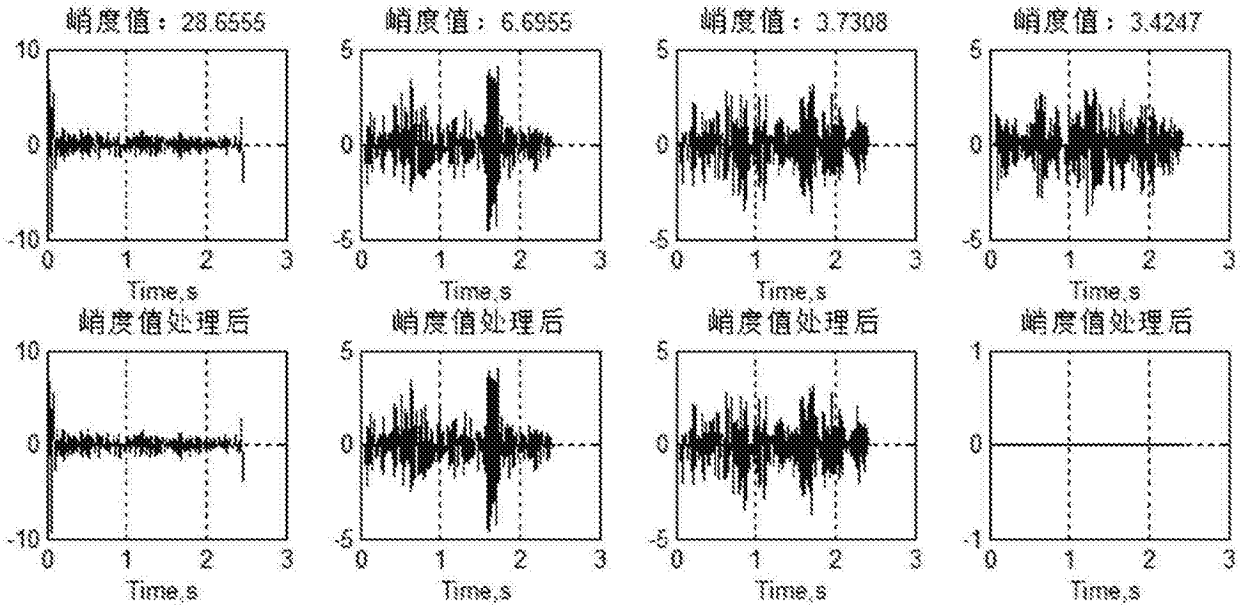 峭度值：28.6555 峭度值：6.6955 峭度值：3.7308 峭度值：3.4247
10 5 5 5
0 0 0 0
-10 -5 -5 -5
0 1 2 3 0 1 2 3 0 1 2 3 0 1 2 3
Time,s Time,s Time,s Time,s
峭度值处理后 峭度值处理后 峭度值处理后 峭度值处理后
10 5 5 1
0 0 0 0
-10 -5 -5 -1
0 1 2 3 0 1 2 3 0 1 2 3 0 1 2 3
Time,s Time,s Time,s Time,s